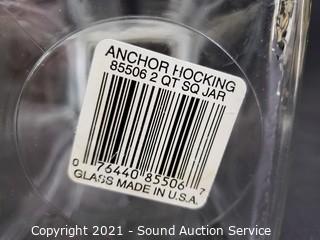 ANCHOR HOCKING
85506 2 QT SQ JAR
0 76440 85506 7
GLASS MADE IN U.S.A.
Copyright 2021 - Sound Auction Service